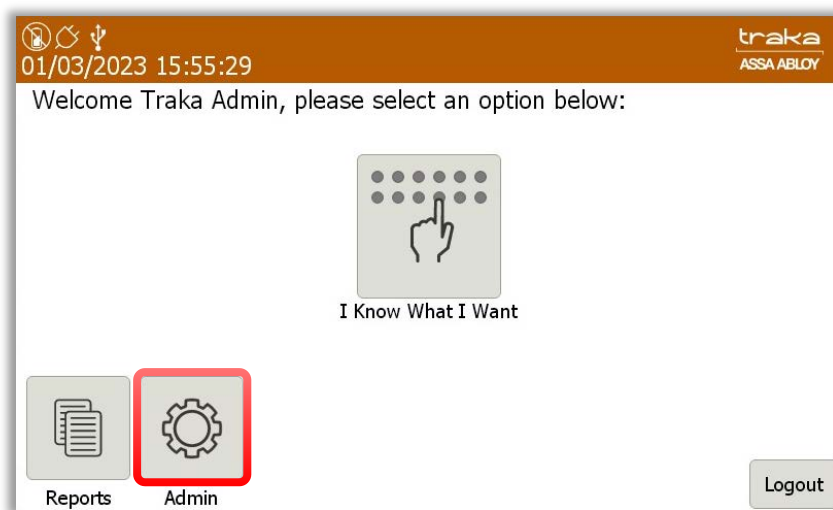 traka
01/03/2023 15:55:29
ASSA ABLOY
Welcome Traka Admin, please select an option below:
I Know What I Want
Reports
Admin
Logout